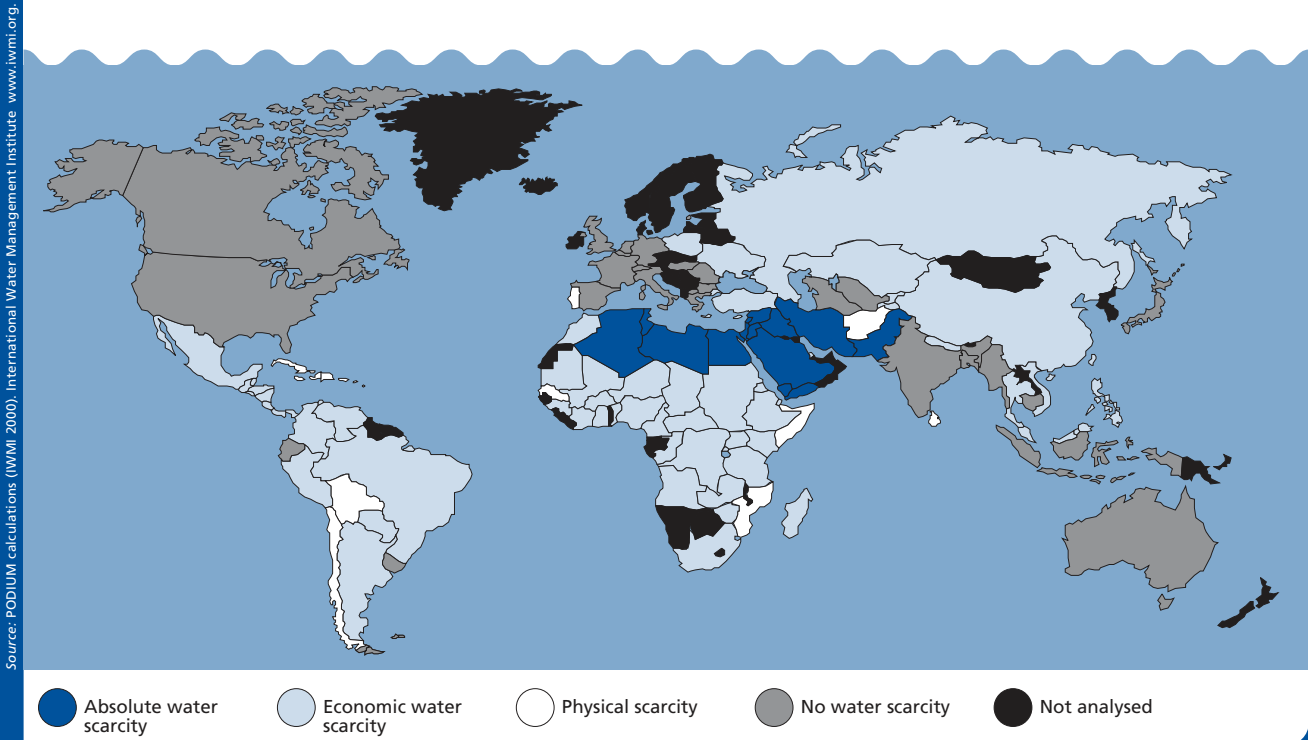 Source: PODIUM calculations (IWMI 2000). International Water Management Institute www.iwmi.org.
Absolute water
scarcity
Economic water
scarcity
Physical scarcity
No water scarcity
Not analysed